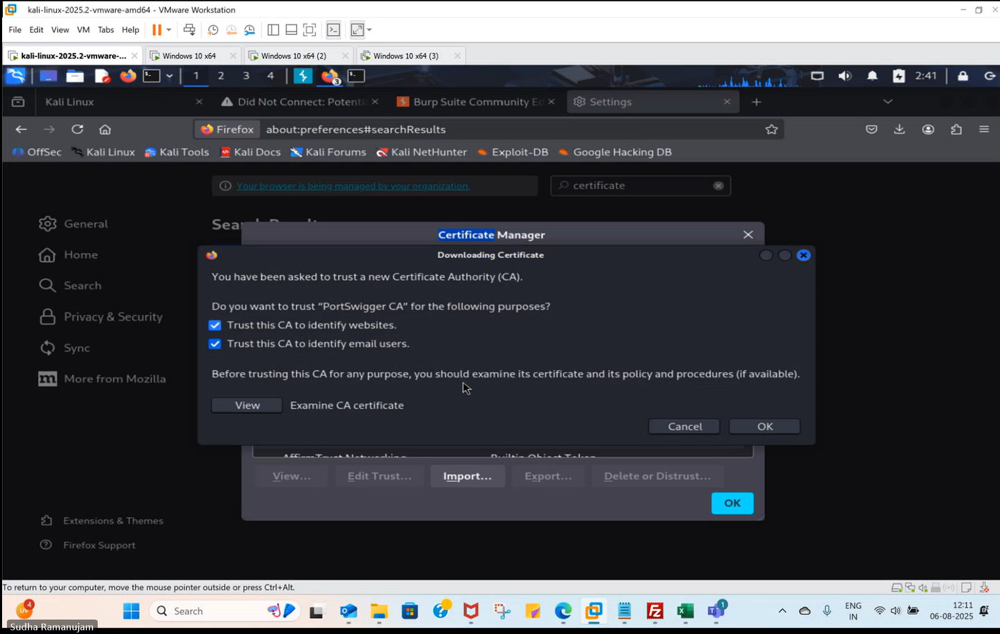 kali-linux-2025.2-vmware-amd64 - VMware Workstation
File Edit View VM Tabs Help
kali-linux-2025.2-vmware-... Windows 10 x64 Windows 10 x64 (2) Windows 10 x64 (3)
1 2 3 4 3 2:41
Kali Linux Did Not Connect: Potenti Burp Suite Community Ed Settings
Firefox about:preferences#searchResults
OffSec Kali Linux Kali Tools Kali Docs Kali Forums Kali NetHunter Exploit-DB Google Hacking DB
Your browser is being managed by your organization. certificate
General
Home
Search
Privacy & Security
Sync
More from Mozilla
Certificate Manager
Downloading Certificate
You have been asked to trust a new Certificate Authority (CA).
Do you want to trust “PortSwigger CA” for the following purposes?
Trust this CA to identify websites.
Trust this CA to identify email users.
Before trusting this CA for any purpose, you should examine its certificate and its policy and procedures (if available).
View Examine CA certificate
Cancel OK
AffirmTrust Networking Builtin Object Token
View... Edit Trust... Import... Export... Delete or Distrust...
OK
Extensions & Themes
Firefox Support
To return to your computer, move the mouse pointer outside or press Ctrl+Alt.
4 Search 1 ENG IN 12:11 06-08-2025
Sudha Ramanujam